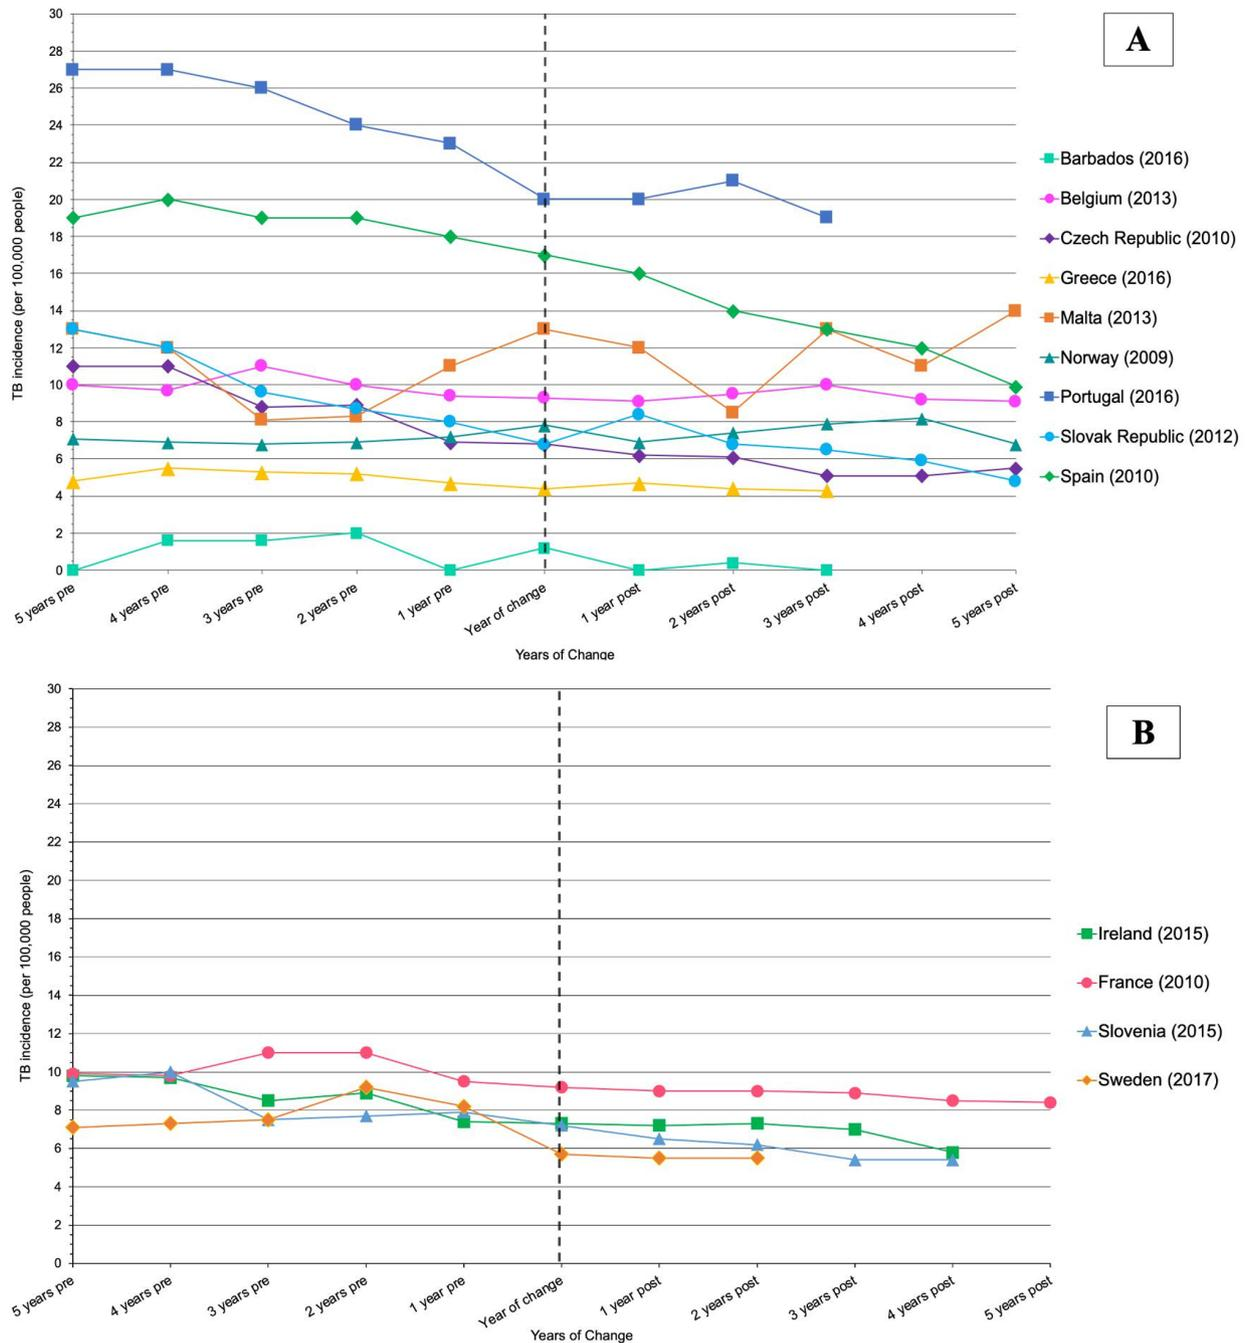 30
28
26
24
22
20
18
16
14
12
10
8
6
4
2
0
TB incidence (per 100,000 people)
5 years pre
4 years pre
3 years pre
2 years pre
1 year pre
Year of change
1 year post
2 years post
3 years post
4 years post
5 years post
Years of Change
A
Barbados (2016)
Belgium (2013)
Czech Republic (2010)
Greece (2016)
Malta (2013)
Norway (2009)
Portugal (2016)
Slovak Republic (2012)
Spain (2010)
30
28
26
24
22
20
18
16
14
12
10
8
6
4
2
0
TB incidence (per 100,000 people)
5 years pre
4 years pre
3 years pre
2 years pre
1 year pre
Year of change
1 year post
2 years post
3 years post
4 years post
5 years post
Years of Change
B
Ireland (2015)
France (2010)
Slovenia (2015)
Sweden (2017)